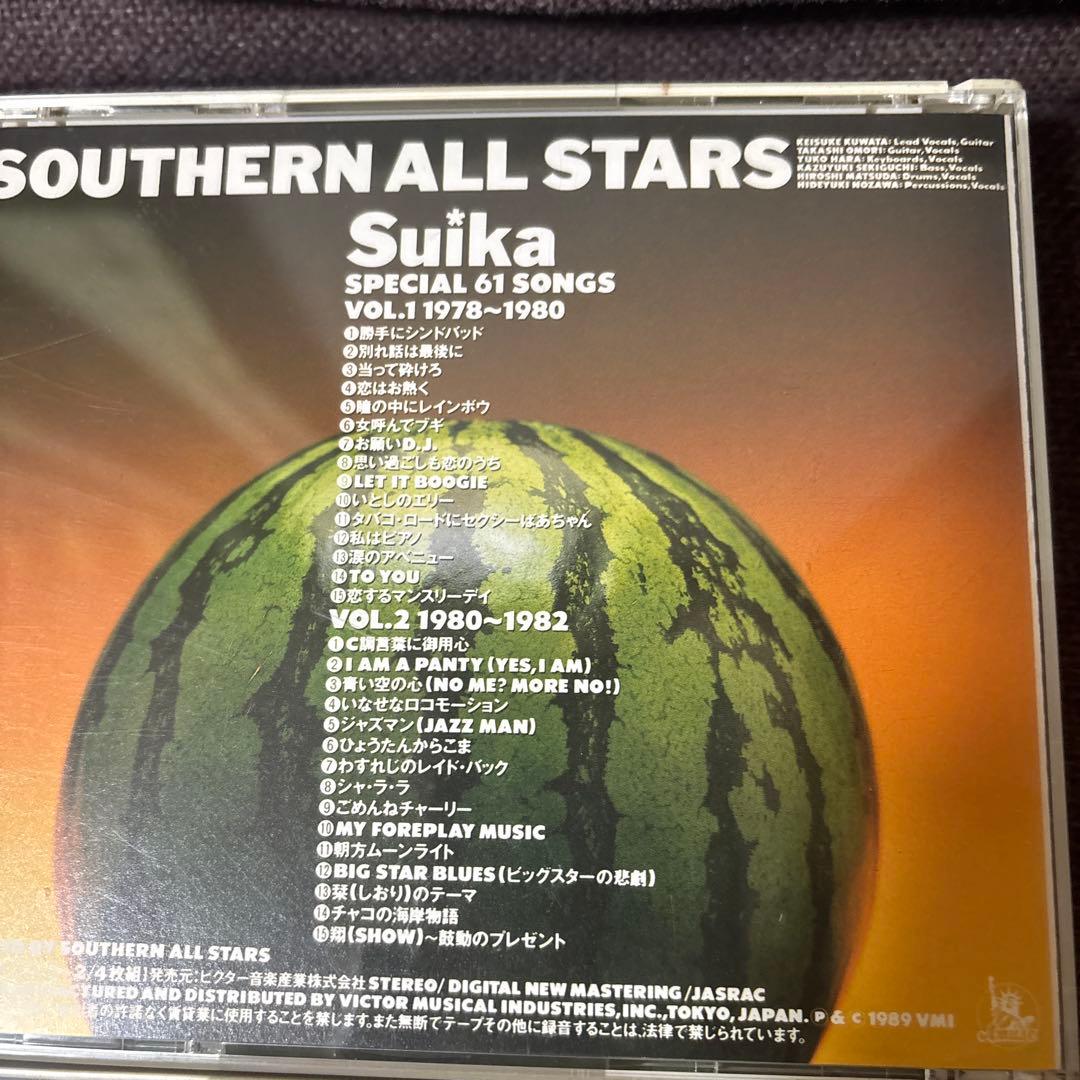 SOUTHERN ALL STARS
KEISUKE KUWATA: Lead Vocals, Guitar
TAKASHI OMORI: Guitar, Vocals
YUKO HARA: Keyboards, Vocals
KAZUYUKI SEKIGUCHI: Bass, Vocals
HIROSHI MATSUDA: Drums, Vocals
HIDEYUKI NOZAWA: Percussions, Vocals
Suika
SPECIAL 61 SONGS
VOL.1 1978~1980
①勝手にシンドバッド
②別れ話は最後に
③当って砕けろ
④恋はお熱く
⑤瞳の中にレインボウ
⑥女呼んでブギ
⑦お願いD.J.
⑧思い過ごしも恋のうち
⑨LET IT BOOGIE
⑩いとしのエリー
⑪タバコ・ロードにセクシーばあちゃん
⑫私はピアノ
⑬涙のアベニュー
⑭TO YOU
⑮恋するマンスリーデイ
VOL.2 1980~1982
①C調言葉に御用心
②I AM A PANTY (YES, I AM)
③青い空の心 (NO ME? MORE NO!)
④いなせなロコモーション
⑤ジャズマン (JAZZ MAN)
⑥ひょうたんからこま
⑦わすれじのレイド・バック
⑧シャ・ラ・ラ
⑨ごめんねチャーリー
⑩MY FOREPLAY MUSIC
⑪朝方ムーンライト
⑫BIG STAR BLUES (ビッグスターの悲劇)
⑬栞(しおり)のテーマ
⑭チャコの海岸物語
⑮翔(SHOW)~鼓動のプレゼント
BY SOUTHERN ALL STARS
2/4枚組] 発売元:ビクター音楽産業株式会社 STEREO/DIGITAL NEW MASTERING/JASRAC
AND DISTRIBUTED BY VICTOR MUSICAL INDUSTRIES, INC., TOKYO, JAPAN. ℗ & © 1989 VMI
者の許諾なく賃貸業に使用することを禁じます。また無断でテープその他に録音することは、法律で禁じられています。